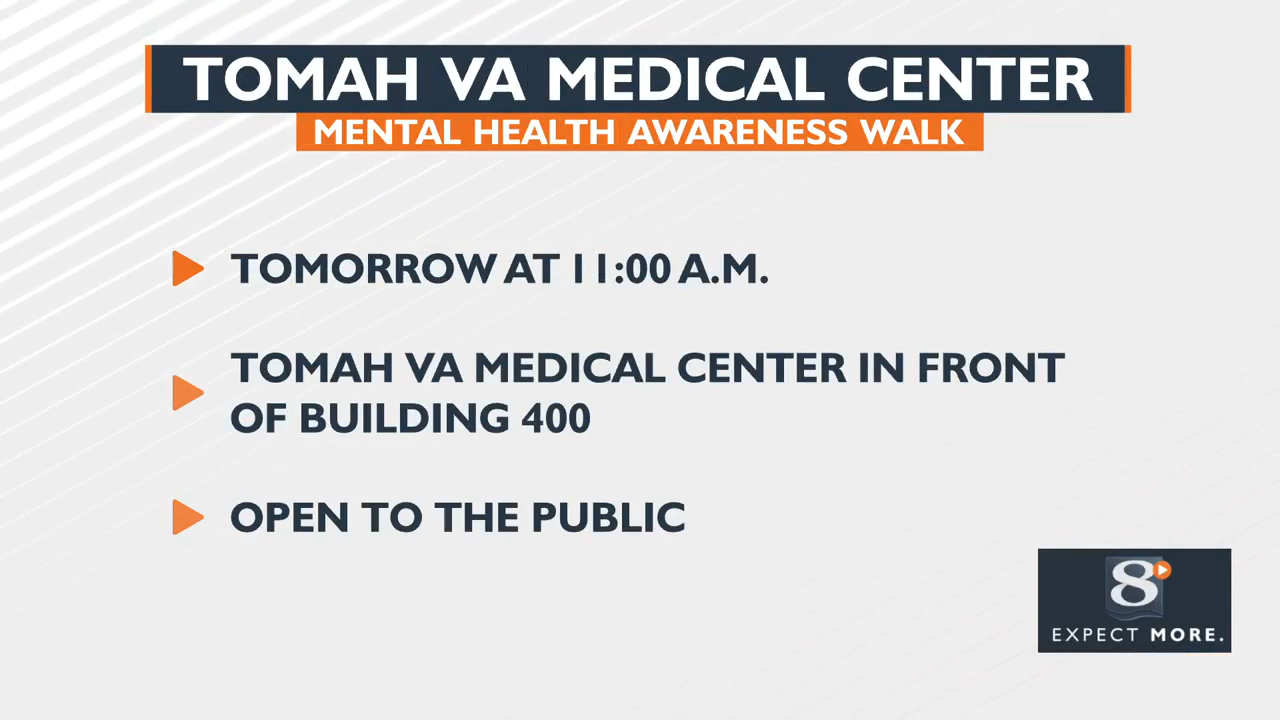 TOMAH VA MEDICAL CENTER
MENTAL HEALTH AWARENESS WALK
TOMORROW AT 11:00 A.M.
TOMAH VA MEDICAL CENTER IN FRONT
OF BUILDING 400
OPEN TO THE PUBLIC
8
EXPECT MORE.